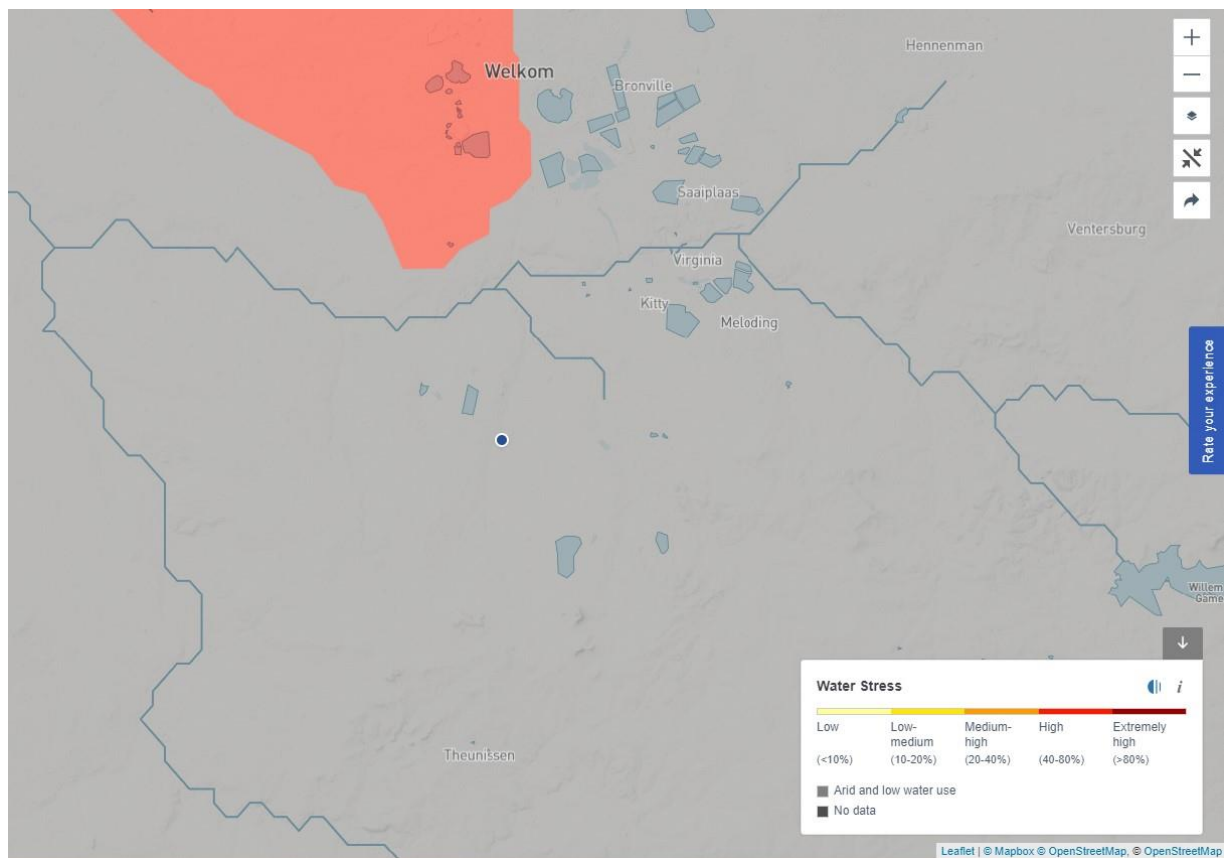 Hennenman
Welkom
Bronville
Saaiplaas
Ventersburg
Virginia
Kitty
Meloding
Rate your experience
Willem
Game
Theunissen
Water Stress
i
Low
(<10%)
Low-
medium
(10-20%)
Medium-
high
(20-40%)
High
(40-80%)
Extremely
high
(>80%)
Arid and low water use
No data
Leaflet | © Mapbox © OpenStreetMap, © OpenStreetMap